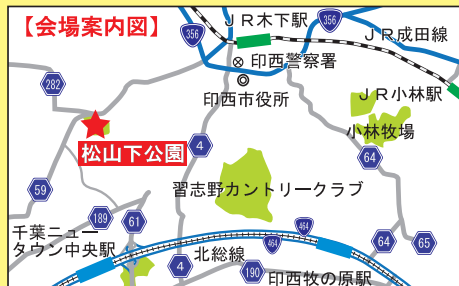 【会場案内図】
JR木下駅
356
356
JR成田線
印西警察署
印西市役所
JR小林駅
282
小林牧場
松山下公園
4
64
59
習志野カントリークラブ
189
61
千葉ニュー
タウン中央駅
464
464
64
65
北総線
4
190
印西牧の原駅